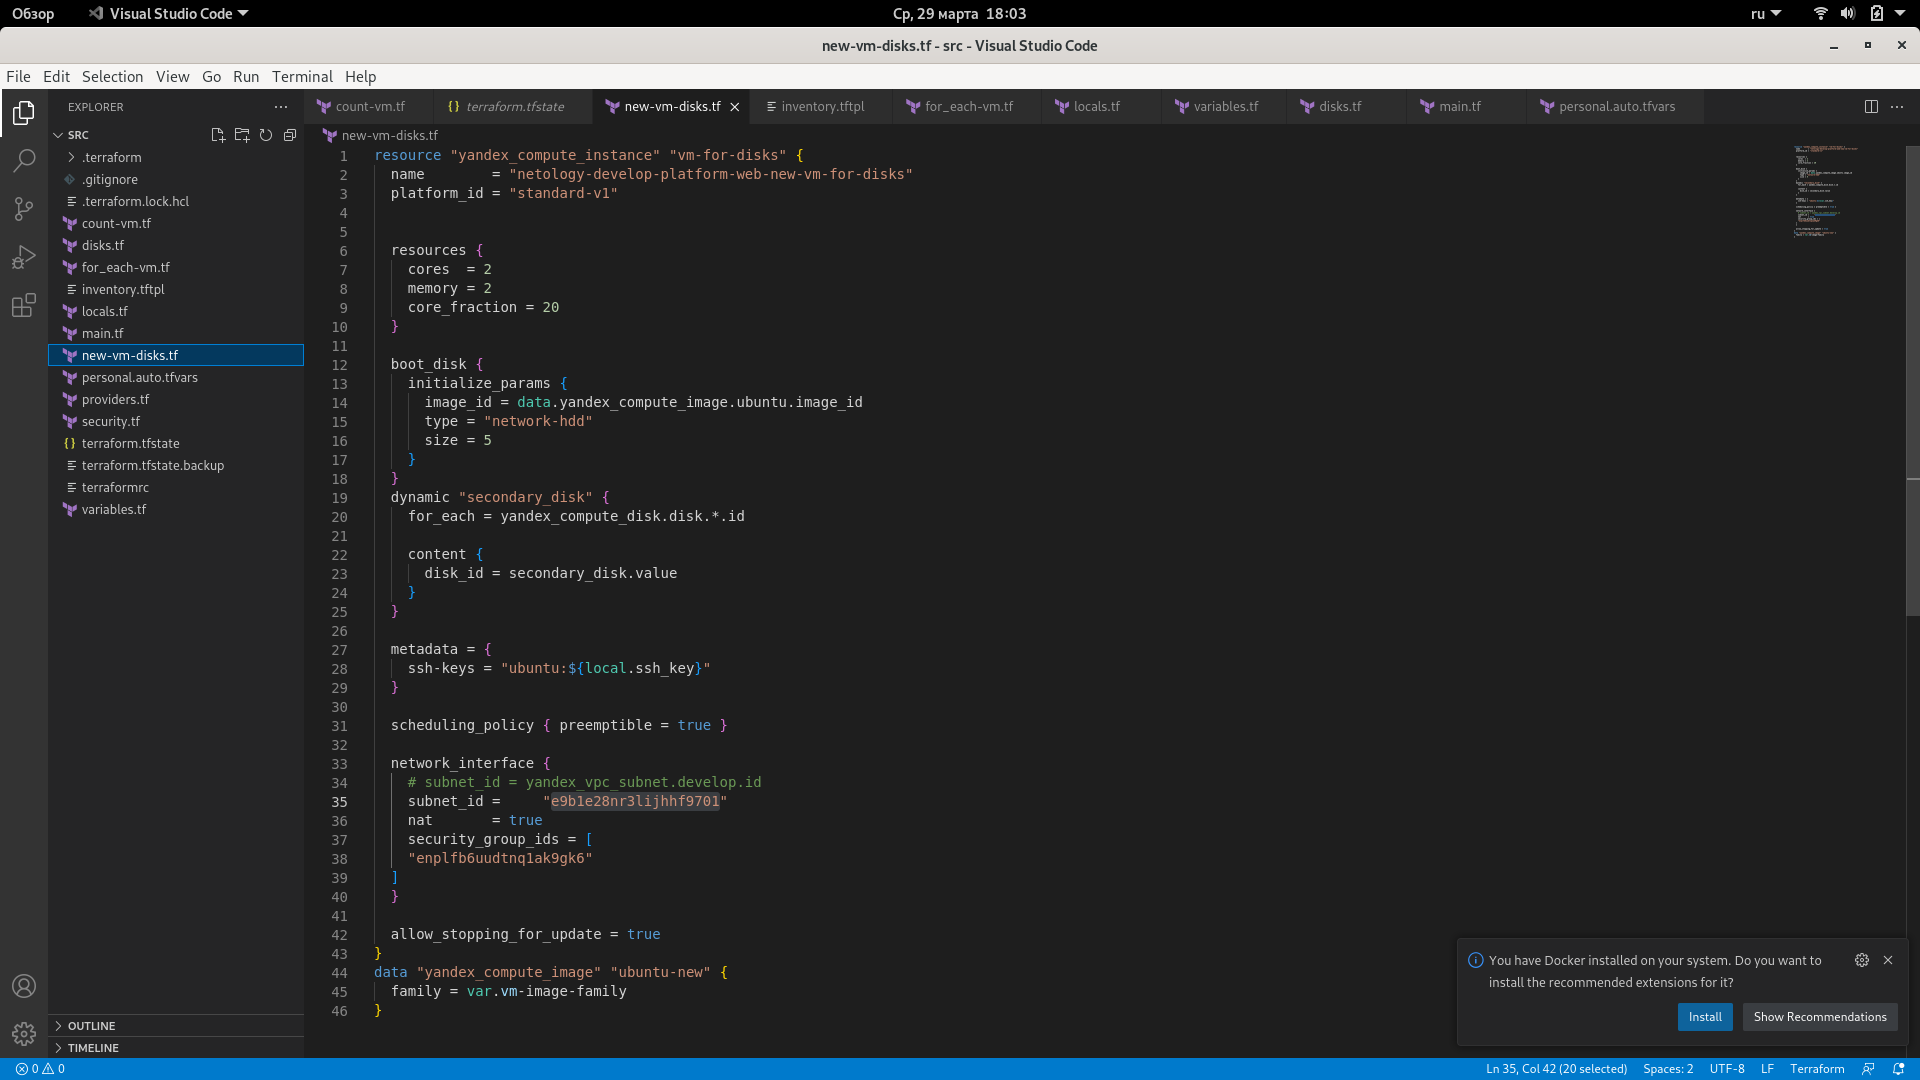 Обзор
Visual Studio Code
Ср, 29 марта 18:03
ru
new-vm-disks.tf - src - Visual Studio Code
File Edit Selection View Go Run Terminal Help
EXPLORER
SRC
.terraform
.gitignore
.terraform.lock.hcl
count-vm.tf
disks.tf
for_each-vm.tf
inventory.tftpl
locals.tf
main.tf
new-vm-disks.tf
personal.auto.tfvars
providers.tf
security.tf
terraform.tfstate
terraform.tfstate.backup
terraformrc
variables.tf
OUTLINE
TIMELINE
count-vm.tf terraform.tfstate new-vm-disks.tf inventory.tftpl for_each-vm.tf locals.tf variables.tf disks.tf main.tf personal.auto.tfvars
new-vm-disks.tf
1 resource "yandex_compute_instance" "vm-for-disks" {
2   name        = "netology-develop-platform-web-new-vm-for-disks"
3   platform_id = "standard-v1"
4
5
6   resources {
7     cores  = 2
8     memory = 2
9     core_fraction = 20
10   }
11
12   boot_disk {
13     initialize_params {
14       image_id = data.yandex_compute_image.ubuntu.image_id
15       type = "network-hdd"
16       size = 5
17     }
18   }
19   dynamic "secondary_disk" {
20     for_each = yandex_compute_disk.disk.*.id
21
22     content {
23       disk_id = secondary_disk.value
24     }
25   }
26
27   metadata = {
28     ssh-keys = "ubuntu:${local.ssh_key}"
29   }
30
31   scheduling_policy { preemptible = true }
32
33   network_interface {
34     # subnet_id = yandex_vpc_subnet.develop.id
35     subnet_id =     "e9b1e28nr3lijhhf9701"
36     nat       = true
37     security_group_ids = [
38     "enplfb6uudtnq1ak9gk6"
39   ]
40   }
41
42   allow_stopping_for_update = true
43 }
44 data "yandex_compute_image" "ubuntu-new" {
45   family = var.vm-image-family
46 }
You have Docker installed on your system. Do you want to
install the recommended extensions for it?
Install
Show Recommendations
0 0
Ln 35, Col 42 (20 selected) Spaces: 2 UTF-8 LF Terraform